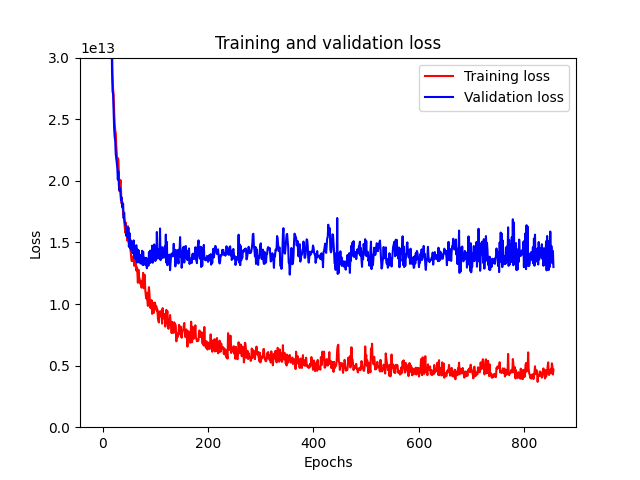 Training and validation loss
1e13
3.0
2.5
2.0
1.5
1.0
0.5
0.0
Loss
Training loss
Validation loss
0 200 400 600 800
Epochs